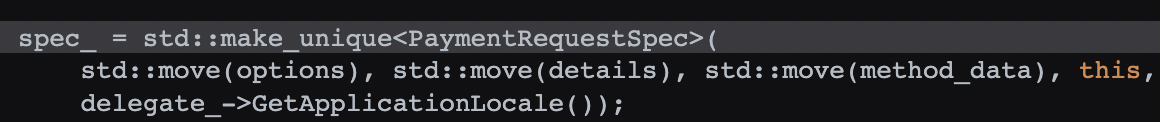 spec_ = std::make_unique<PaymentRequestSpec>(
std::move(options), std::move(details), std::move(method_data), this,
delegate_->GetApplicationLocale());